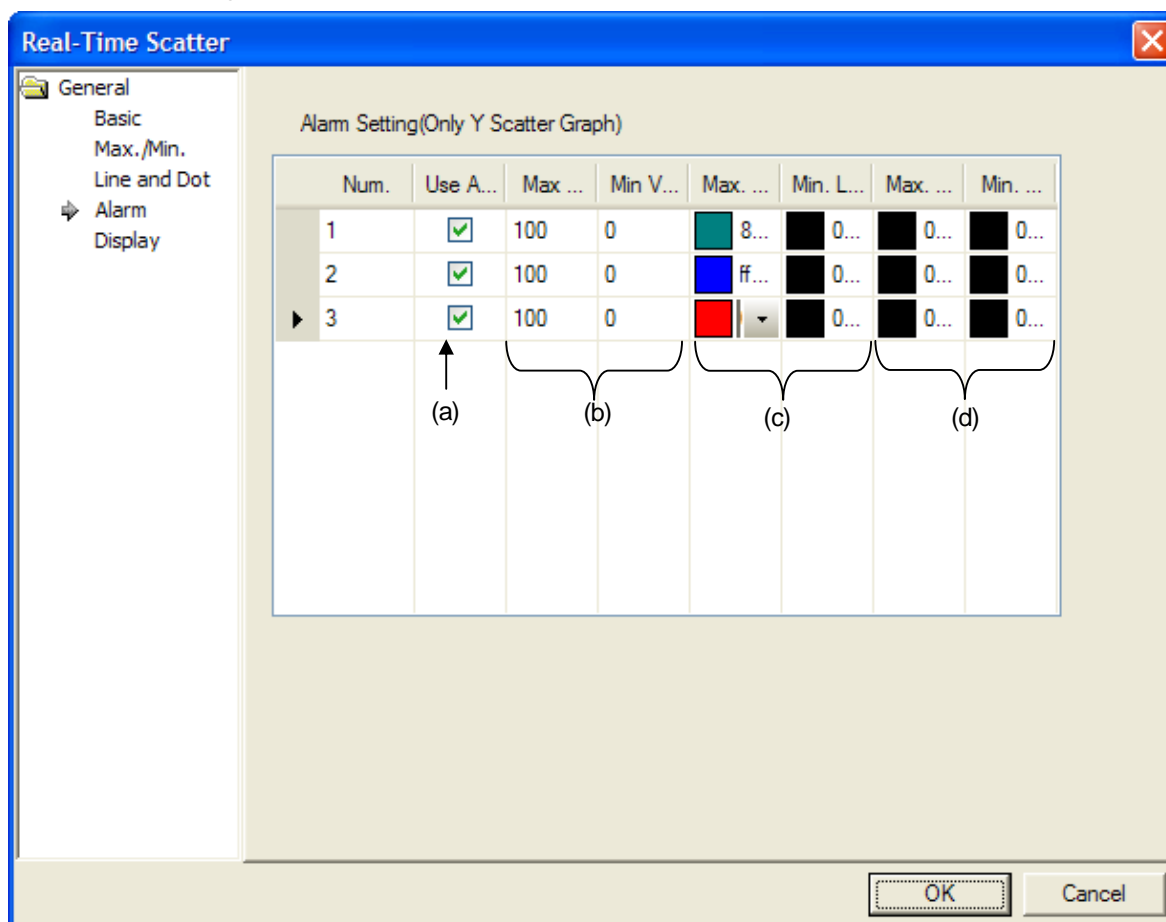 Real-Time Scatter
General
Basic
Max./Min.
Line and Dot
Alarm
Display
Alarm Setting(Only Y Scatter Graph)
Num. Use A... Max ... Min V... Max. ... Min. L... Max. ... Min. ...
1 100 0 8... 0... 0... 0...
2 100 0 ff... 0... 0... 0...
3 100 0 0... 0... 0...
(a) (b) (c) (d)
OK Cancel